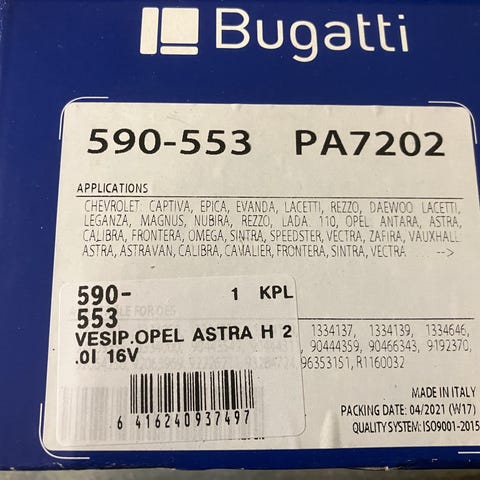 Bugatti
590-553 PA7202
APPLICATIONS
CHEVROLET CAPTIVA, EPICA, EVANDA, LACETTI, REZZO, DAEWOO LACETTI,
LEGANZA, MAGNUS, NUBIRA, REZZO, LADA: 110, OPEL ANTARA, ASTRA,
CALIBRA, FRONTERA, OMEGA, SINTRA, SPEEDSTER, VECTRA, ZAFIRA, VAUXHALL
ASTRA, ASTRAVAN, CALIBRA, CAVALIER, FRONTERA, SINTRA, VECTRA -->
590-
553
1 KPL
VESIP.OPEL ASTRA H 2
.0I 16V
6 416240 937497
1334137, 1334139, 1334646,
90444359, 90466343, 9192370,
96353151, R1160032
MADE IN ITALY
PACKING DATE: 04/2021 (W17)
QUALITY SYSTEM: ISO9001-2015